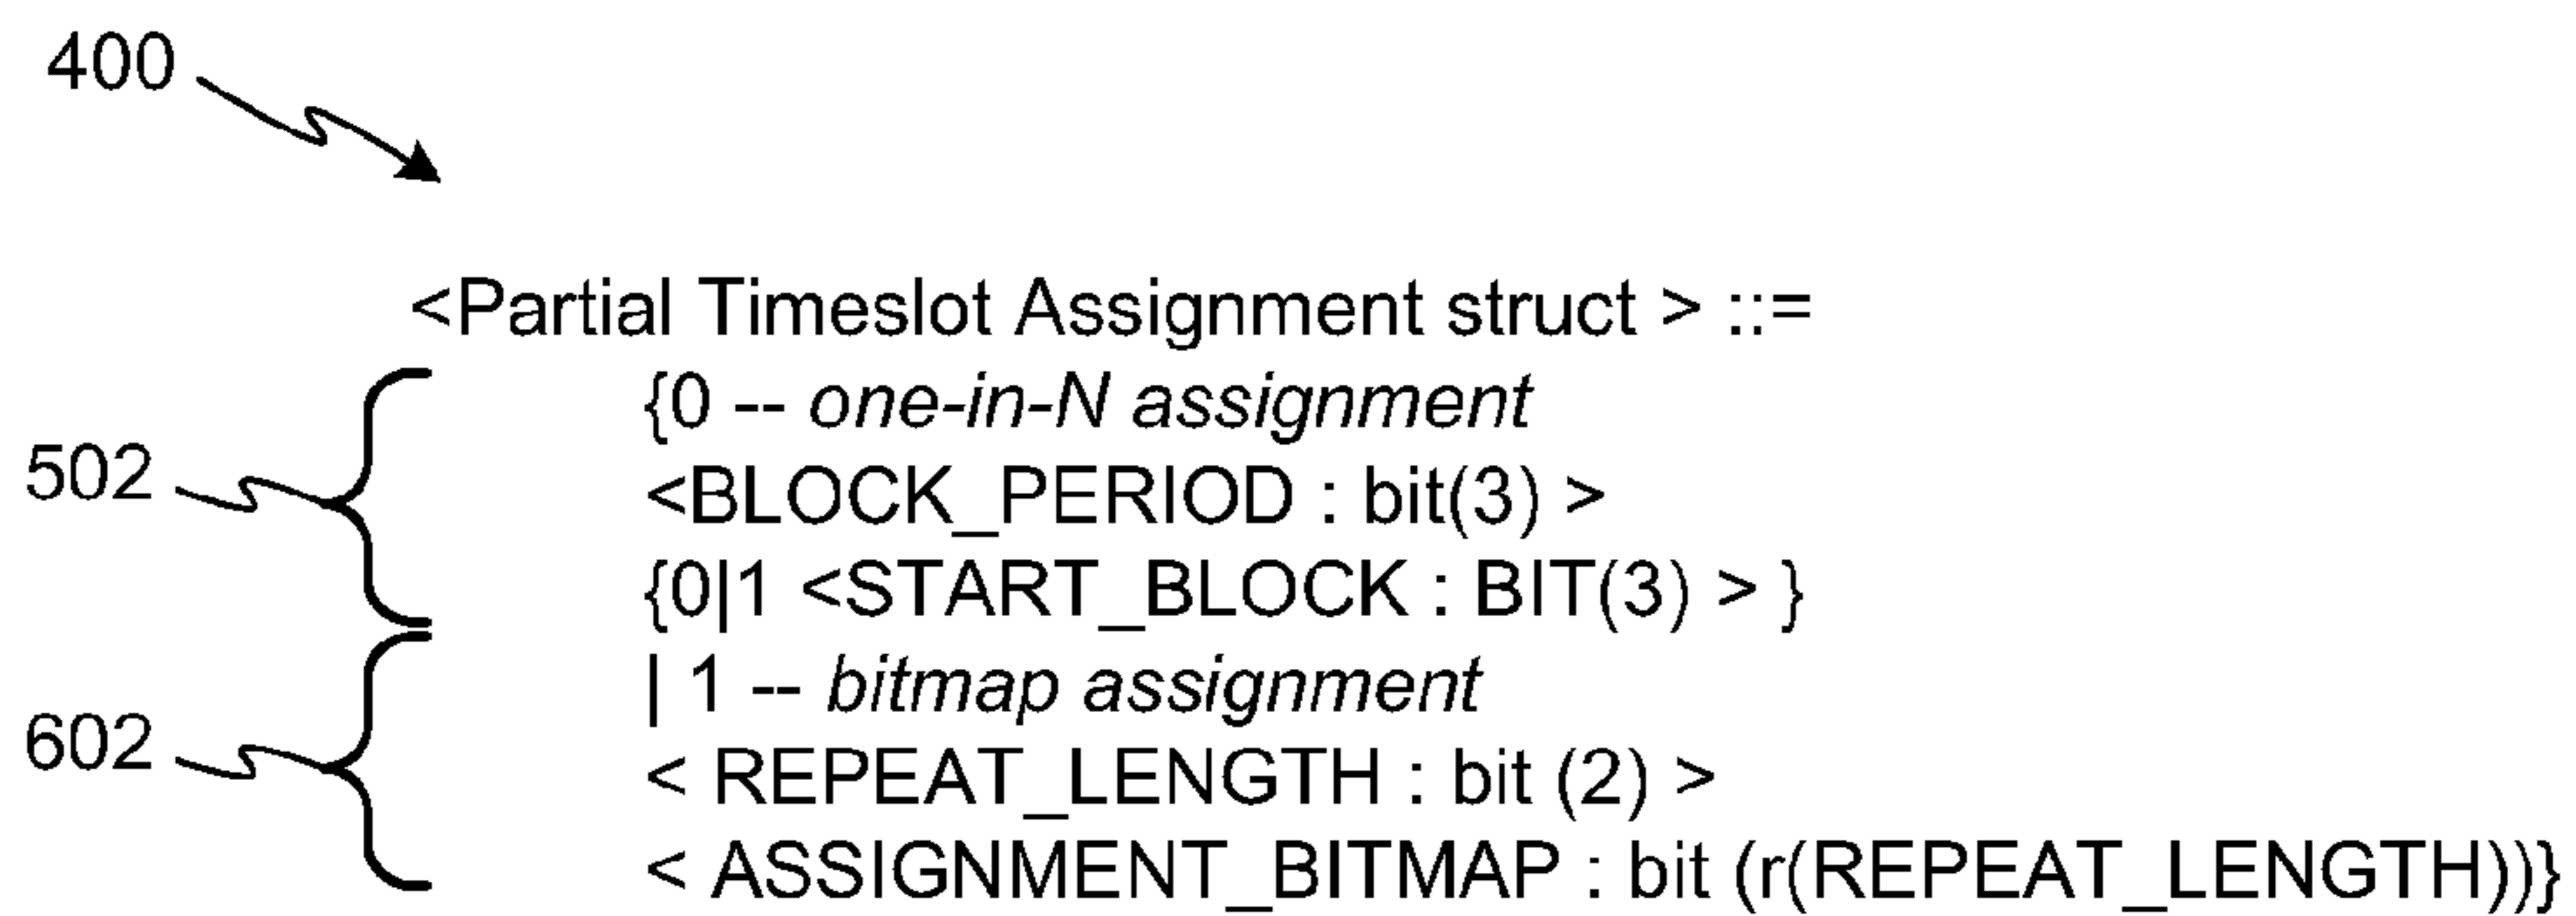 400
<Partial Timeslot Assignment struct > ::=
{0 -- one-in-N assignment
502
<BLOCK_PERIOD : bit(3) >
{0|1 <START_BLOCK : BIT(3) > }
| 1 -- bitmap assignment
602
< REPEAT_LENGTH : bit (2) >
< ASSIGNMENT_BITMAP : bit (r(REPEAT_LENGTH))}